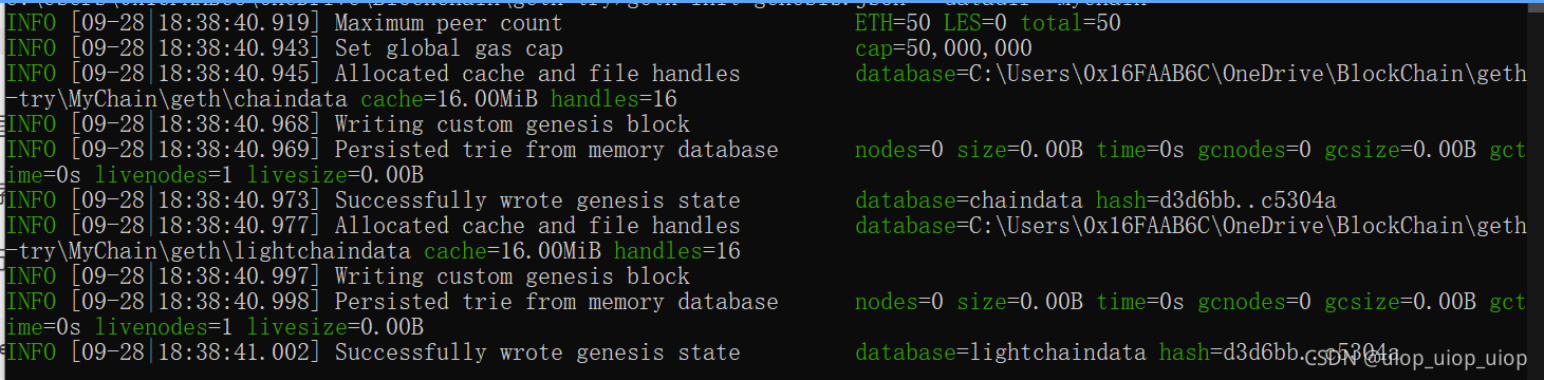 INFO [09-28|18:38:40.919] Maximum peer count ETH=50 LES=0 total=50
INFO [09-28|18:38:40.943] Set global gas cap cap=50,000,000
INFO [09-28|18:38:40.945] Allocated cache and file handles database=C:\Users\0x16FAAB6C\OneDrive\BlockChain\geth
-try\MyChain\geth\chaindata cache=16.00MiB handles=16
INFO [09-28|18:38:40.968] Writing custom genesis block
INFO [09-28|18:38:40.969] Persisted trie from memory database nodes=0 size=0.00B time=0s gcnodes=0 gcsize=0.00B gct
ime=0s livenodes=1 livesize=0.00B
INFO [09-28|18:38:40.973] Successfully wrote genesis state database=chaindata hash=d3d6bb..c5304a
INFO [09-28|18:38:40.977] Allocated cache and file handles database=C:\Users\0x16FAAB6C\OneDrive\BlockChain\geth
-try\MyChain\geth\lightchaindata cache=16.00MiB handles=16
INFO [09-28|18:38:40.997] Writing custom genesis block
INFO [09-28|18:38:40.998] Persisted trie from memory database nodes=0 size=0.00B time=0s gcnodes=0 gcsize=0.00B gct
ime=0s livenodes=1 livesize=0.00B
INFO [09-28|18:38:41.002] Successfully wrote genesis state database=lightchaindata hash=d3d6bb..c5304a
CSDN @uiop_uiop_uiop